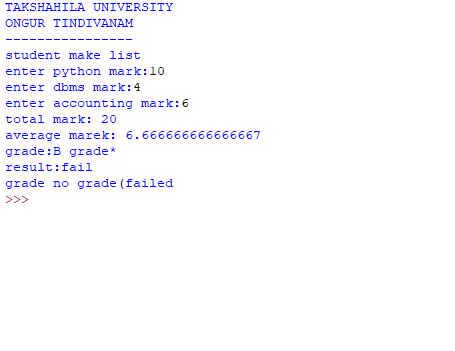 TAKSHAHILA UNIVERSITY
ONGUR TINDIVANAM
----------------
student make list
enter python mark:10
enter dbms mark:4
enter accounting mark:6
total mark: 20
average marek: 6.666666666666667
grade:B grade*
result:fail
grade no grade(failed
>>>